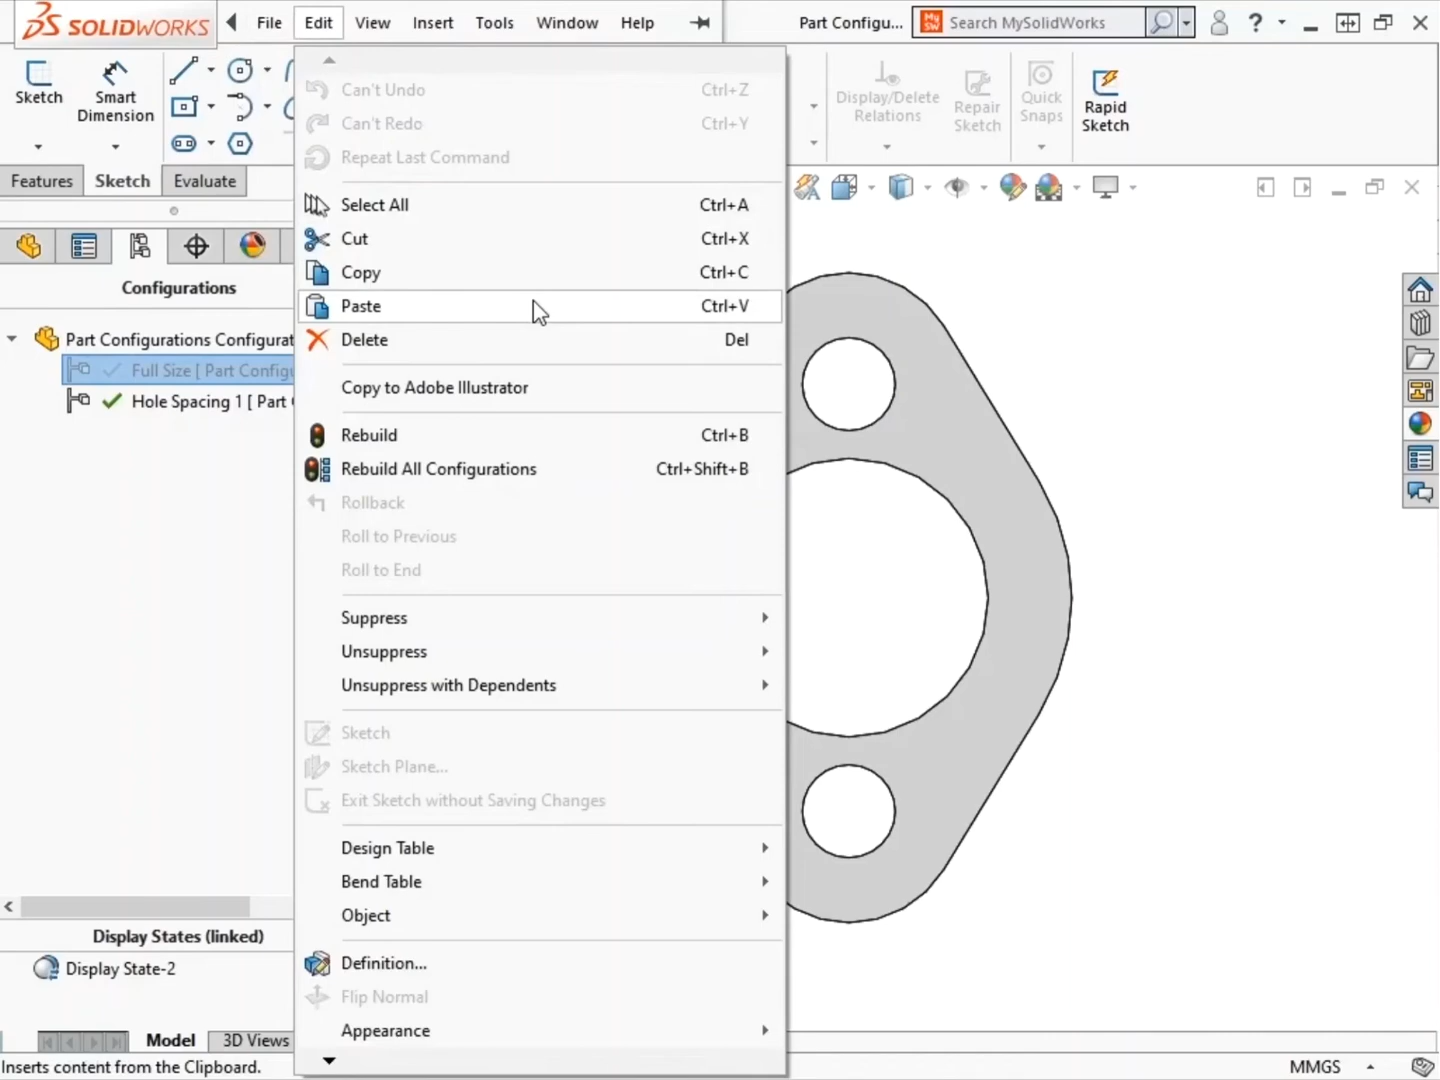 SOLIDWORKS
File Edit View Insert Tools Window Help
Part Configu...
My SW
Search MySolidWorks
?
Sketch
Smart Dimension
Display/Delete Relations
Repair Sketch
Quick Snaps
Rapid Sketch
Features Sketch Evaluate
Configurations
Part Configurations Configurat
Full Size [ Part Configu
Hole Spacing 1 [ Part
Can't Undo Ctrl+Z
Can't Redo Ctrl+Y
Repeat Last Command
Select All Ctrl+A
Cut Ctrl+X
Copy Ctrl+C
Paste Ctrl+V
Delete Del
Copy to Adobe Illustrator
Rebuild Ctrl+B
Rebuild All Configurations Ctrl+Shift+B
Rollback
Roll to Previous
Roll to End
Suppress
Unsuppress
Unsuppress with Dependents
Sketch
Sketch Plane...
Exit Sketch without Saving Changes
Design Table
Bend Table
Object
Definition...
Flip Normal
Appearance
Display States (linked)
Display State-2
Model 3D Views
Inserts content from the Clipboard.
MMGS